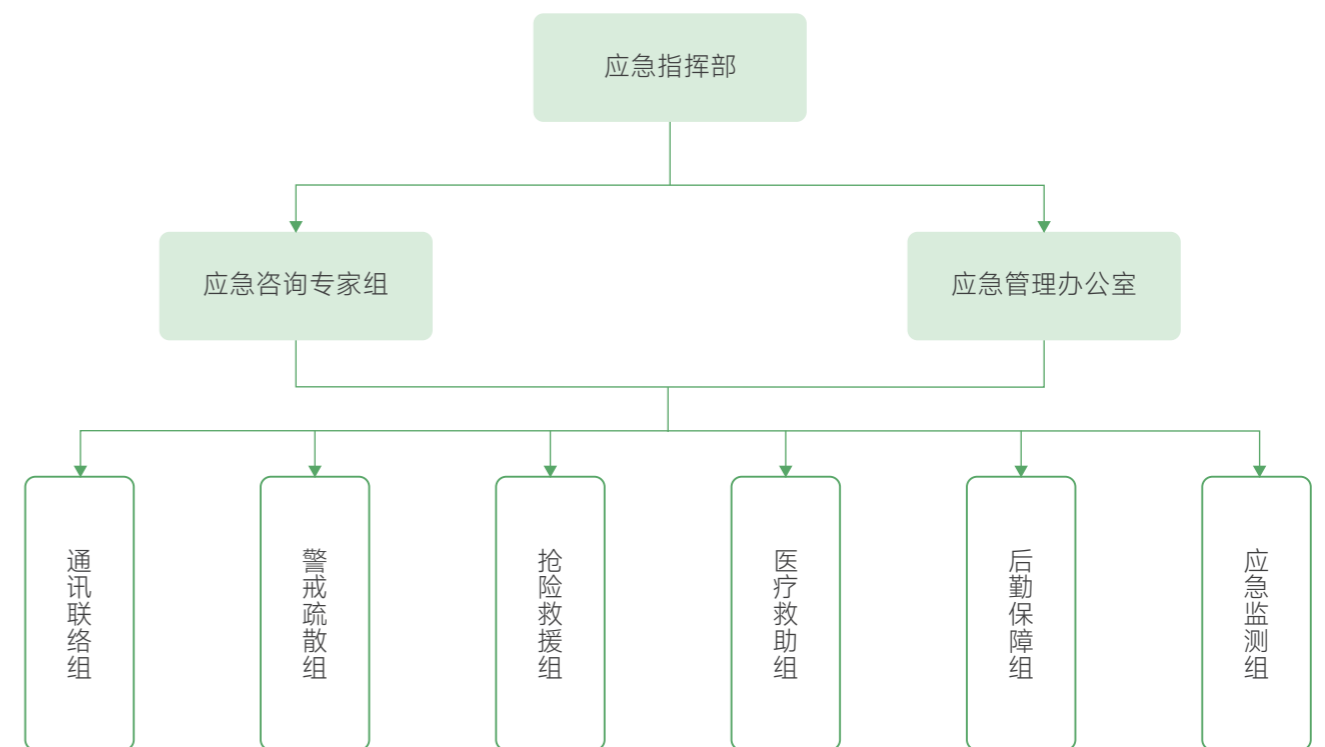 应急指挥部
应急咨询专家组
应急管理办公室
通讯联络组
警戒疏散组
抢险救援组
医疗救助组
后勤保障组
应急监测组